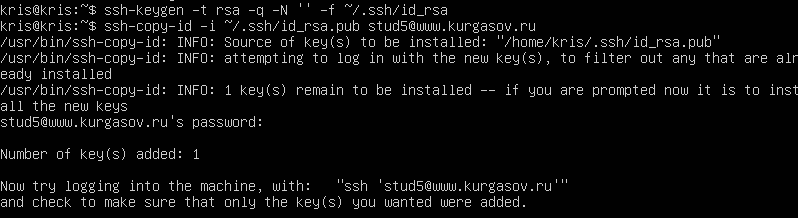 kris@kris:~$ ssh-keygen -t rsa -q -N '' -f ~/.ssh/id_rsa
kris@kris:~$ ssh-copy-id -i ~/.ssh/id_rsa.pub stud5@www.kurgasov.ru
/usr/bin/ssh-copy-id: INFO: Source of key(s) to be installed: "/home/kris/.ssh/id_rsa.pub"
/usr/bin/ssh-copy-id: INFO: attempting to log in with the new key(s), to filter out any that are alr
eady installed
/usr/bin/ssh-copy-id: INFO: 1 key(s) remain to be installed -- if you are prompted now it is to inst
all the new keys
stud5@www.kurgasov.ru's password:
Number of key(s) added: 1
Now try logging into the machine, with:   "ssh 'stud5@www.kurgasov.ru'"
and check to make sure that only the key(s) you wanted were added.